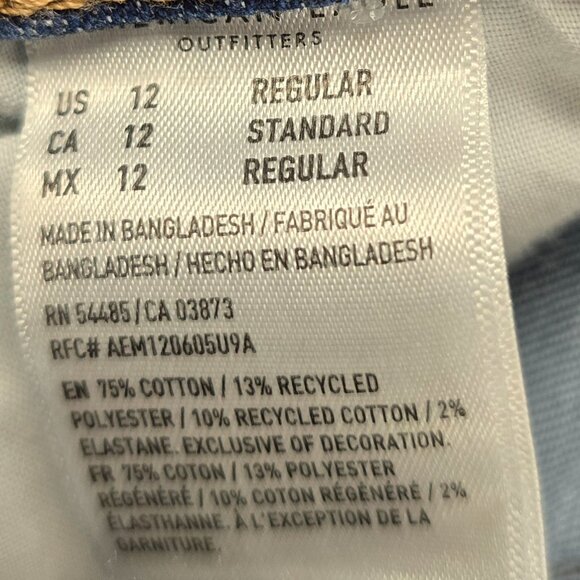 AMERICAN EAGLE
OUTFITTERS
US 12 REGULAR
CA 12 STANDARD
MX 12 REGULAR
MADE IN BANGLADESH / FABRIQUÉ AU
BANGLADESH / HECHO EN BANGLADESH
RN 54485 / CA 03873
RFC# AEM120605U9A
EN 75% COTTON / 13% RECYCLED
POLYESTER / 10% RECYCLED COTTON / 2%
ELASTANE. EXCLUSIVE OF DECORATION.
FR 75% COTON / 13% POLYESTER
RÉGÉNÉRÉ / 10% COTON RÉGÉNÉRÉ / 2%
ÉLASTHANNE. À L'EXCEPTION DE LA
GARNITURE.